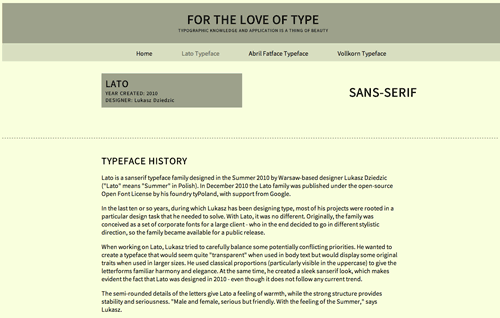 FOR THE LOVE OF TYPE
TYPOGRAPHIC KNOWLEDGE AND APPLICATION IS A THING OF BEAUTY
Home Lato Typeface Abril Fatface Typeface Vollkorn Typeface
LATO
YEAR CREATED: 2010
DESIGNER: Lukasz Dziedzic
SANS-SERIF
TYPEFACE HISTORY
Lato is a sanserif typeface family designed in the Summer 2010 by Warsaw-based designer Lukasz Dziedzic
("Lato" means "Summer" in Polish). In December 2010 the Lato family was published under the open-source
Open Font License by his foundry tyPoland, with support from Google.
In the last ten or so years, during which Lukasz has been designing type, most of his projects were rooted in a
particular design task that he needed to solve. With Lato, it was no different. Originally, the family was
conceived as a set of corporate fonts for a large client - who in the end decided to go in different stylistic
direction, so the family became available for a public release.
When working on Lato, Lukasz tried to carefully balance some potentially conflicting priorities. He wanted to
create a typeface that would seem quite "transparent" when used in body text but would display some original
traits when used in larger sizes. He used classical proportions (particularly visible in the uppercase) to give the
letterforms familiar harmony and elegance. At the same time, he created a sleek sanserif look, which makes
evident the fact that Lato was designed in 2010 - even though it does not follow any current trend.
The semi-rounded details of the letters give Lato a feeling of warmth, while the strong structure provides
stability and seriousness. "Male and female, serious but friendly. With the feeling of the Summer," says
Lukasz.